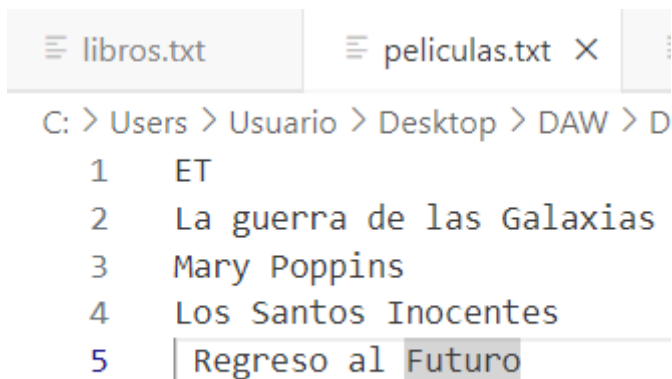 libros.txt peliculas.txt ×
C: > Users > Usuario > Desktop > DAW > D
1 ET
2 La guerra de las Galaxias
3 Mary Poppins
4 Los Santos Inocentes
5 Regreso al Futuro